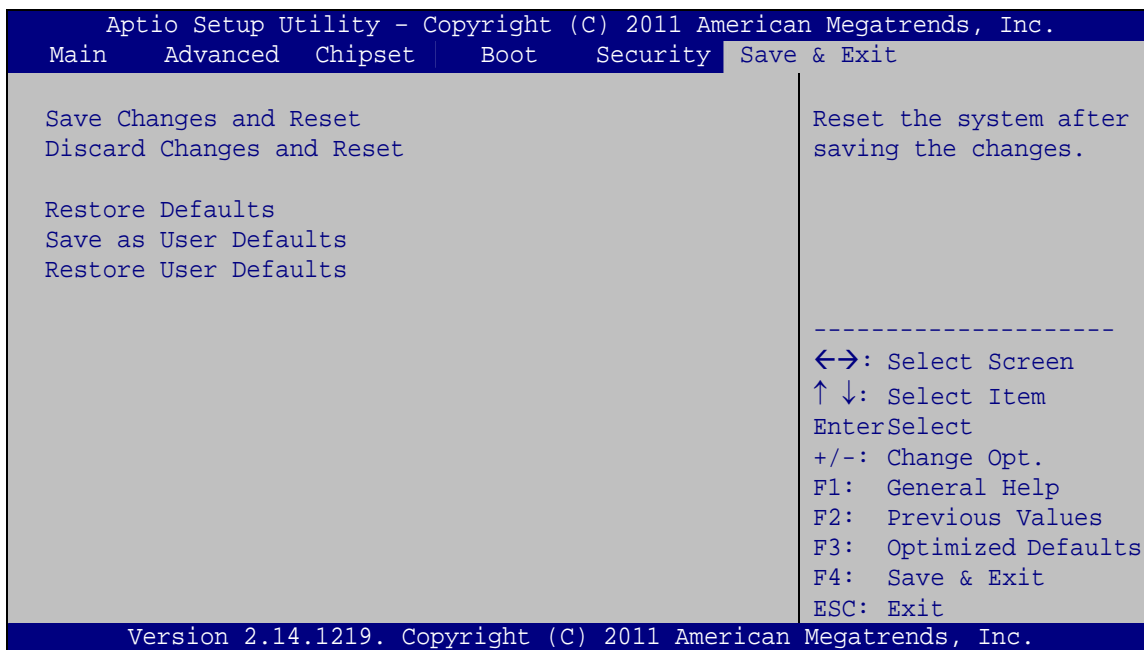 Aptio Setup Utility – Copyright (C) 2011 American Megatrends, Inc.
Main Advanced Chipset Boot Security Save & Exit
Save Changes and Reset
Discard Changes and Reset
Restore Defaults
Save as User Defaults
Restore User Defaults
Reset the system after
saving the changes.
---------------------
←→: Select Screen
↑ ↓: Select Item
EnterSelect
+/-: Change Opt.
F1: General Help
F2: Previous Values
F3: Optimized Defaults
F4: Save & Exit
ESC: Exit
Version 2.14.1219. Copyright (C) 2011 American Megatrends, Inc.